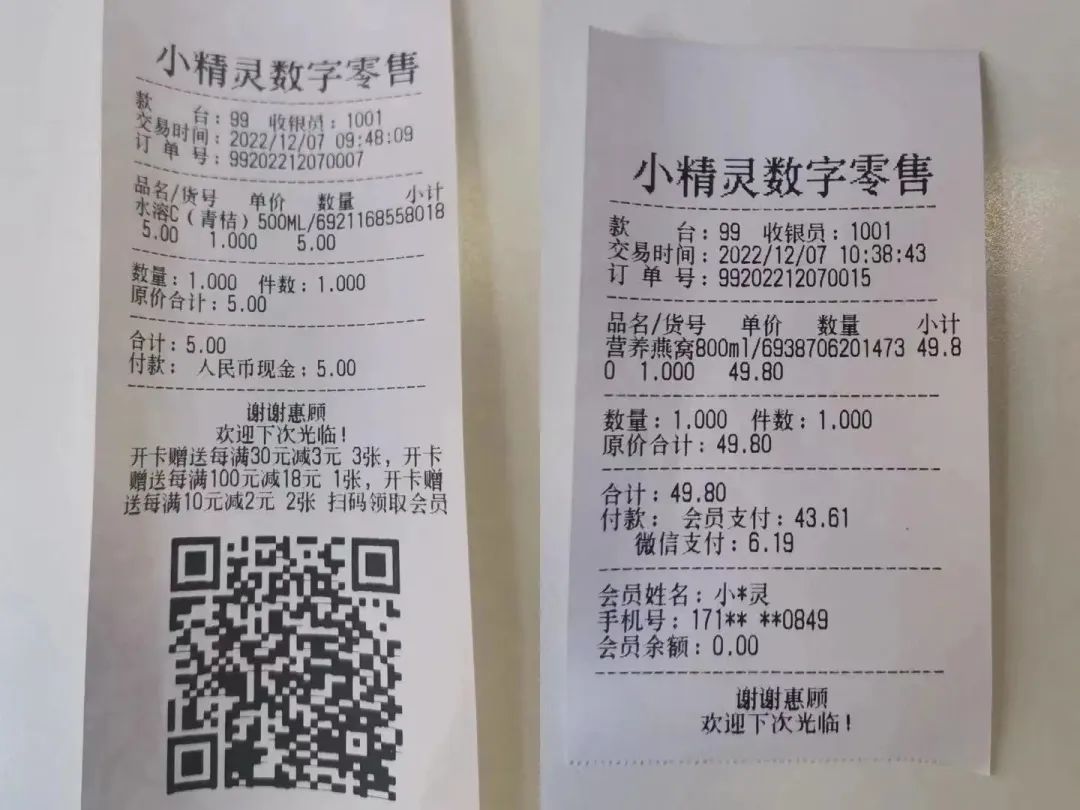 小精灵数字零售
款 台：99 收银员：1001
交易时间：2022/12/07 09:48:09
订 单 号：99202212070007
品名/货号 单价 数量 小计
水溶C（青桔）500ML/6921168558018
5.00 1.000 5.00
数量：1.000 件数：1.000
原价合计：5.00
合计：5.00
付款： 人民币现金：5.00
谢谢惠顾
欢迎下次光临！
开卡赠送每满30元减3元 3张，开卡
赠送每满100元减18元 1张，开卡赠
送每满10元减2元 2张 扫码领取会员
小精灵数字零售
款 台：99 收银员：1001
交易时间：2022/12/07 10:38:43
订 单 号：99202212070015
品名/货号 单价 数量 小计
营养燕窝800ml/6938706201473 49.8
0 1.000 49.80
数量：1.000 件数：1.000
原价合计：49.80
合计：49.80
付款： 会员支付：43.61
微信支付：6.19
会员姓名：小*灵
手机号：171** **0849
会员余额：0.00
谢谢惠顾
欢迎下次光临！